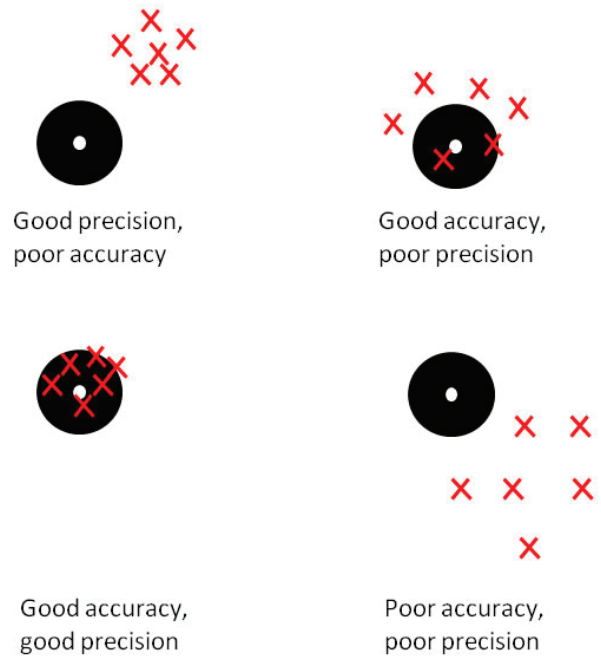 Good precision,
poor accuracy
Good accuracy,
poor precision
Good accuracy,
good precision
Poor accuracy,
poor precision